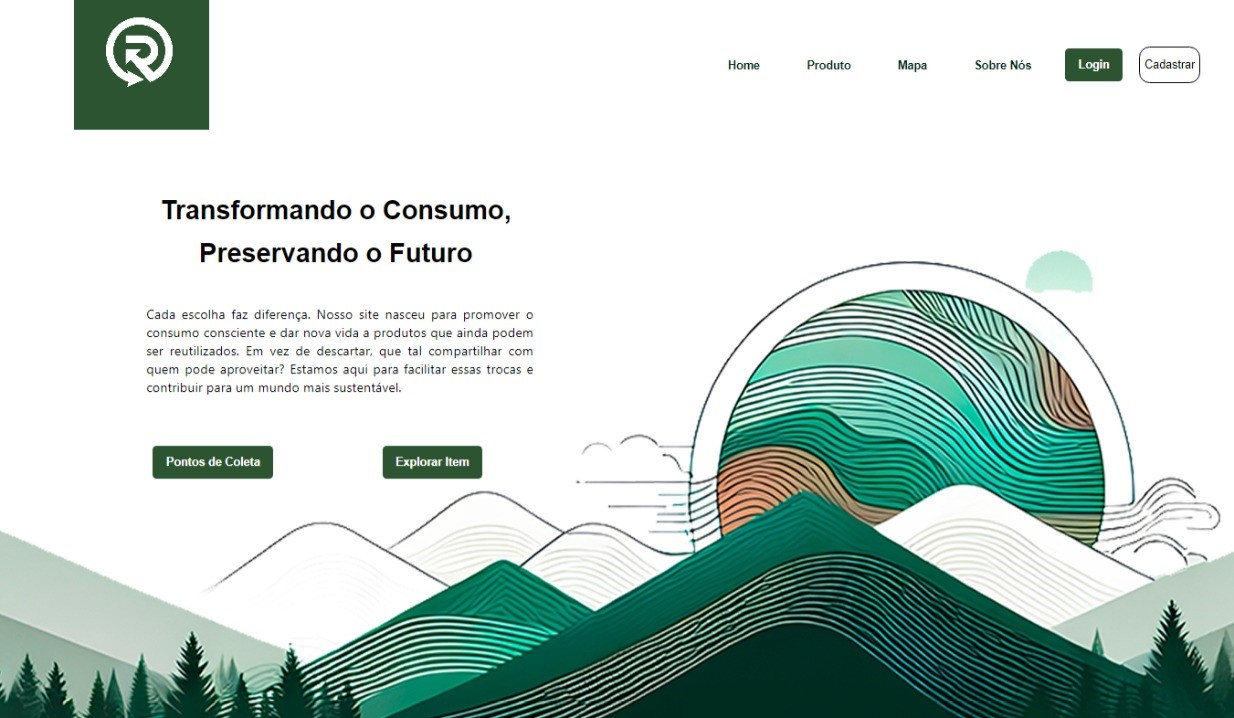 R
Home
Produto
Mapa
Sobre Nós
Login
Cadastrar
Transformando o Consumo,
Preservando o Futuro
Cada escolha faz diferença. Nosso site nasceu para promover o
consumo consciente e dar nova vida a produtos que ainda podem
ser reutilizados. Em vez de descartar, que tal compartilhar com
quem pode aproveitar? Estamos aqui para facilitar essas trocas e
contribuir para um mundo mais sustentável.
Pontos de Coleta
Explorar Item